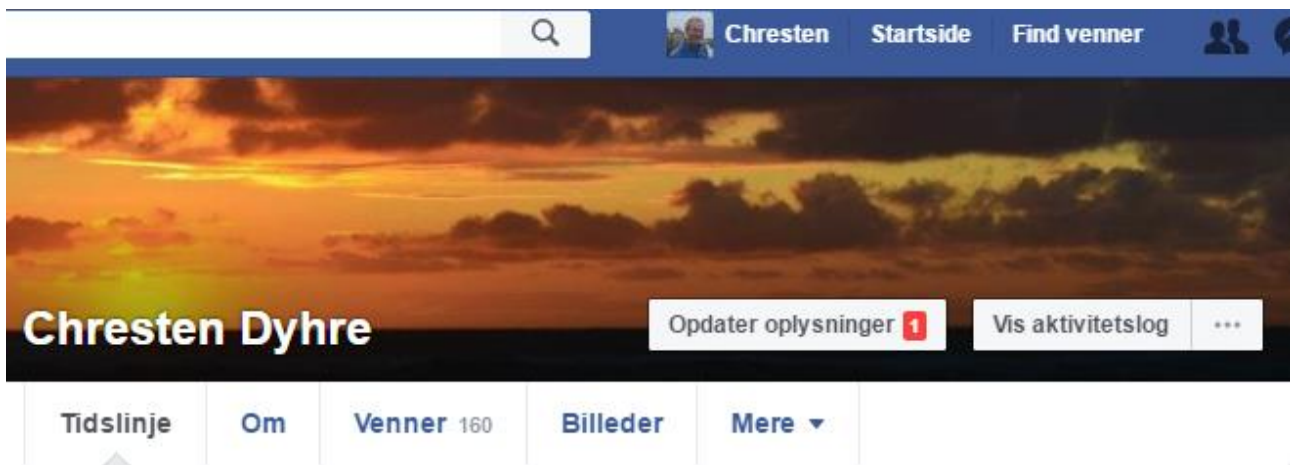 Chresten Startside Find venner
Chresten Dyhre
Opdater oplysninger 1 Vis aktivitetslog ...
Tidslinje Om Venner 160 Billeder Mere